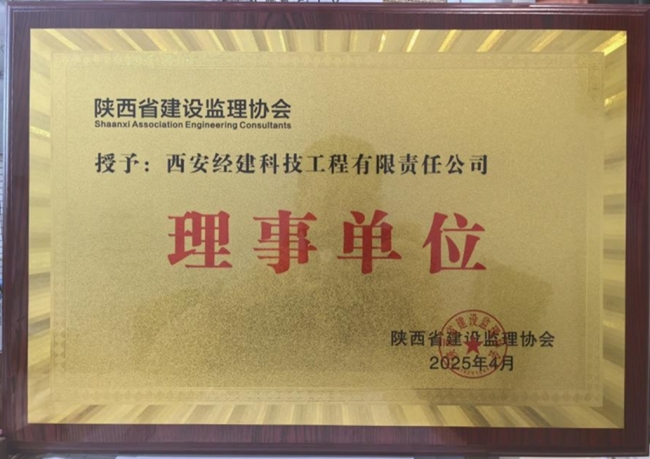 陕西省建设监理协会
Shaanxi Association Engineering Consultants
授予：西安经建科技工程有限责任公司
理事单位
陕西省建设监理协会
2025年4月